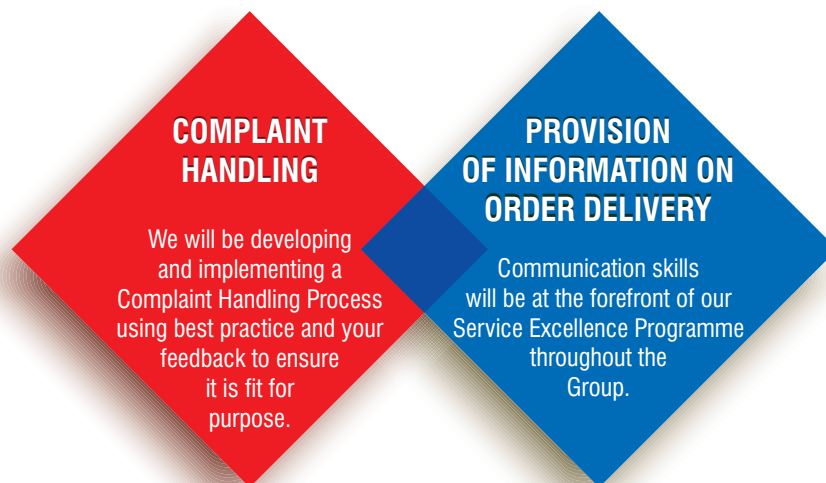 COMPLAINT
HANDLING
We will be developing
and implementing a
Complaint Handling Process
using best practice and your
feedback to ensure
it is fit for
purpose.
PROVISION
OF INFORMATION ON
ORDER DELIVERY
Communication skills
will be at the forefront of our
Service Excellence Programme
throughout the
Group.